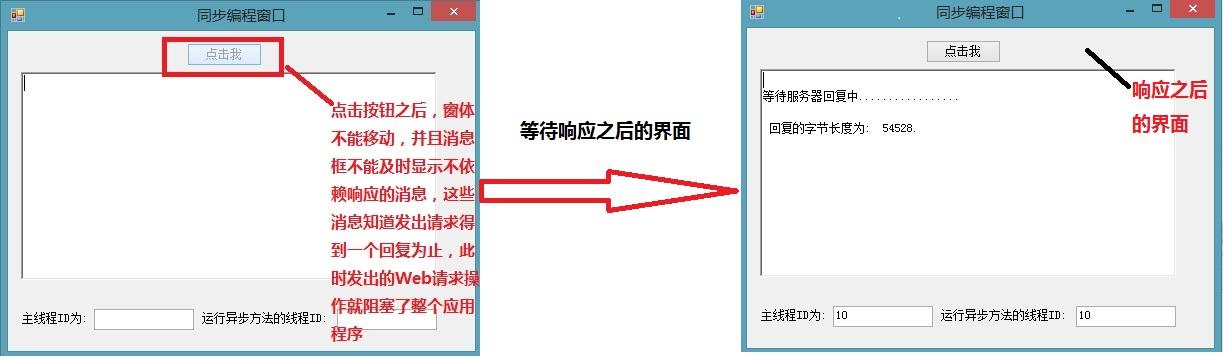 同步编程窗口
点击我
点击按钮之后，窗体
不能移动，并且消息
框不能及时显示不依
赖响应的消息，这些
消息知道发出请求得
到一个回复为止，此
时发出的Web请求操
作就阻塞了整个应用
程序
主线程ID为:
运行异步方法的线程ID:
等待响应之后的界面
同步编程窗口
点击我
等待服务器回复中.................
回复的字节长度为: 54528.
响应之后
的界面
主线程ID为: 10
运行异步方法的线程ID: 10